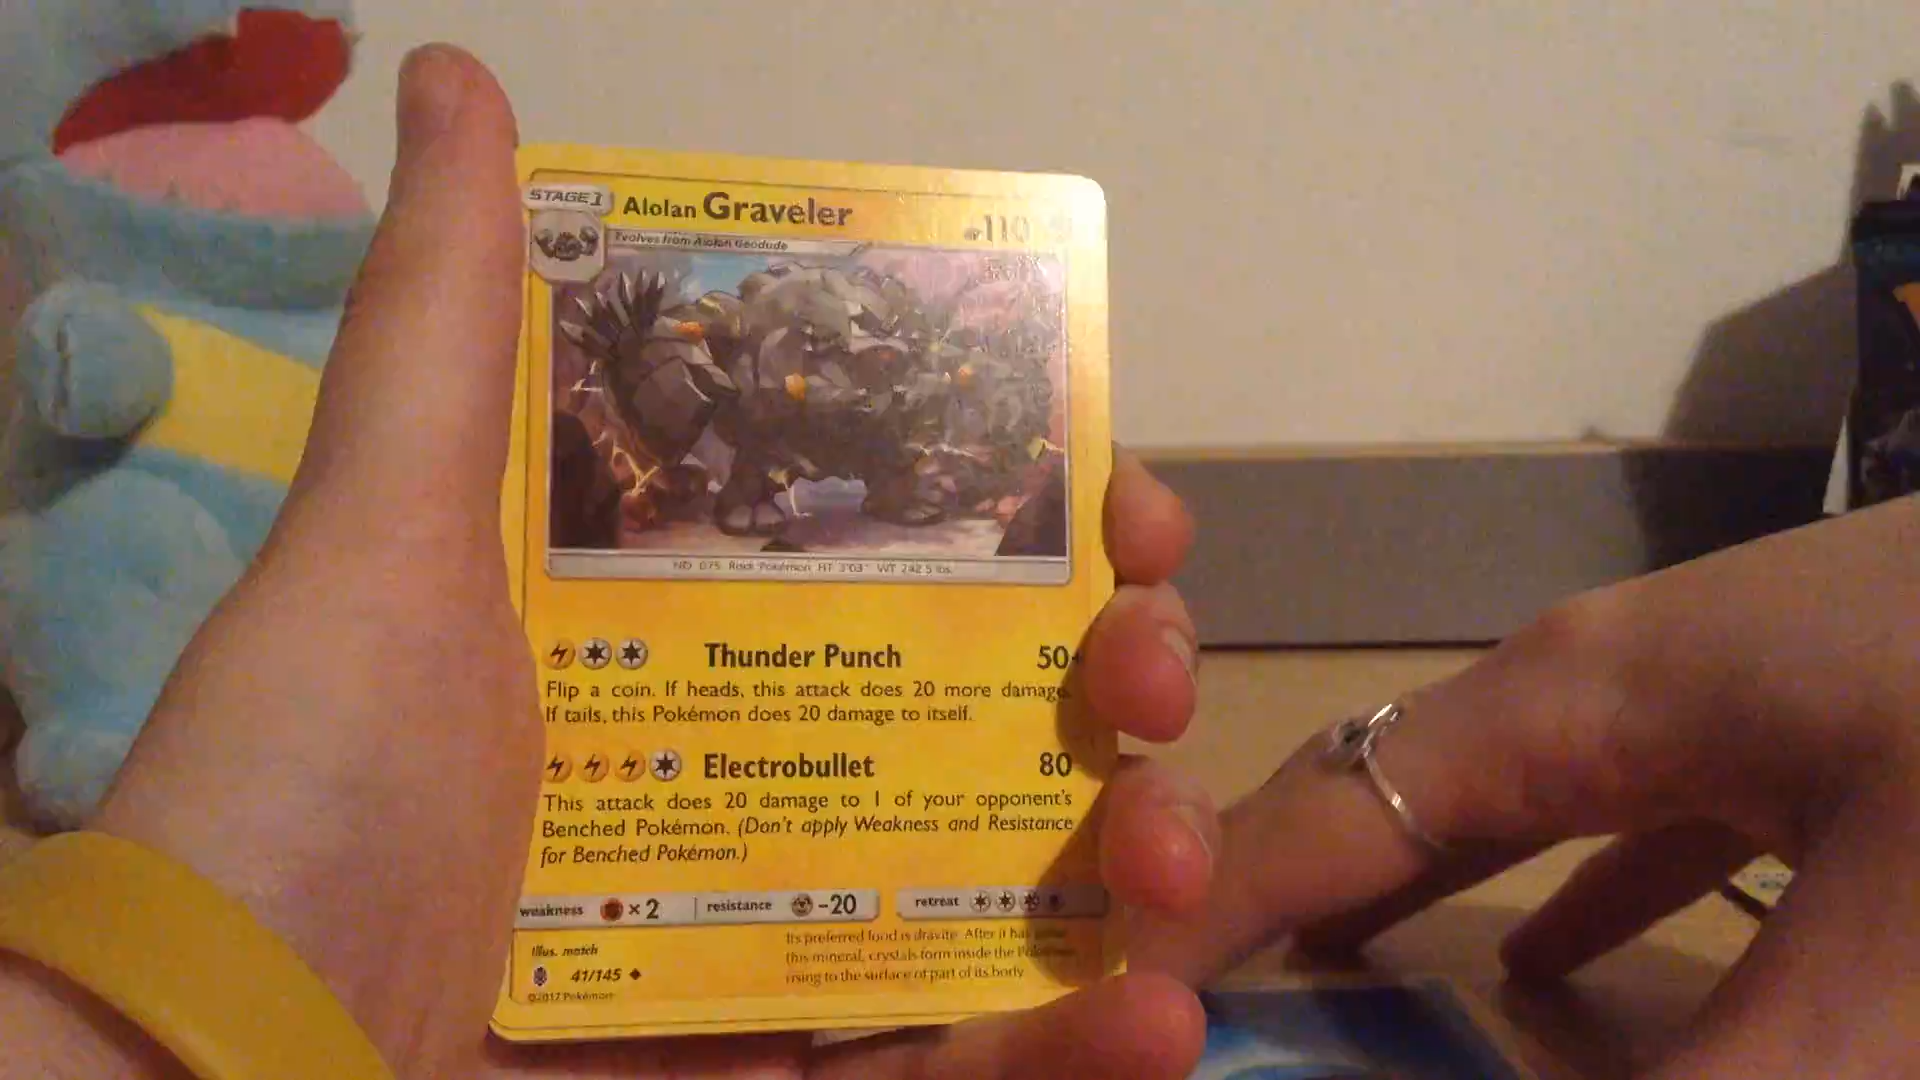 STAGE 1
Alolan Graveler
HP 110
Evolves from Alolan Geodude
NO. 075 Rock Pokémon HT 3'03" WT 242.5 lbs.
Thunder Punch 50+
Flip a coin. If heads, this attack does 20 more damage.
If tails, this Pokémon does 20 damage to itself.
Electrobullet 80
This attack does 20 damage to 1 of your opponent's
Benched Pokémon. (Don't apply Weakness and Resistance
for Benched Pokémon.)
weakness ×2 resistance -20 retreat
Illus. match
41/145
©2017 Pokémon
Its preferred food is dravite. After it has
this mineral, crystals form inside the Pokémon
rising to the surface of part of its body